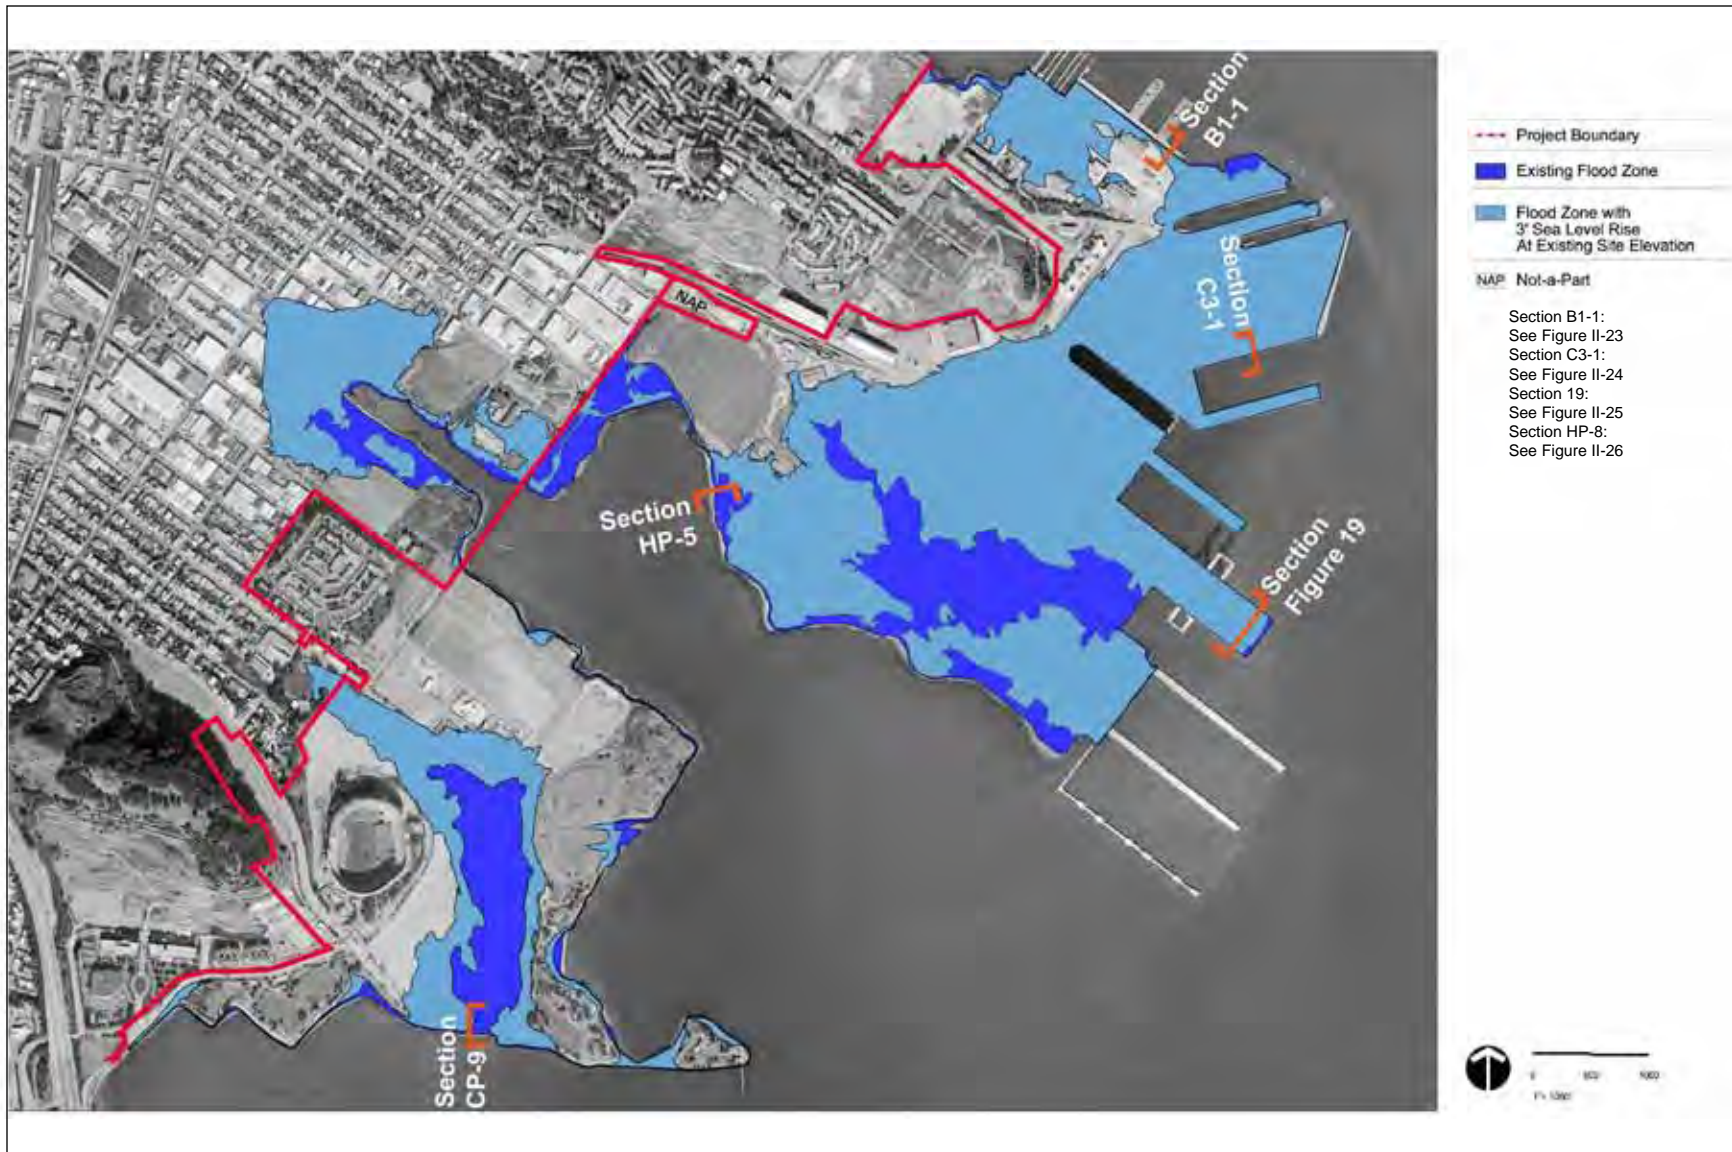 Section
B1-1
Section
C3-1
NAP
Section
HP-5
Section
Figure 19
Section
CP-9
Project Boundary
Existing Flood Zone
Flood Zone with
3' Sea Level Rise
At Existing Site Elevation
NAP Not-a-Part
Section B1-1:
See Figure II-23
Section C3-1:
See Figure II-24
Section 19:
See Figure II-25
Section HP-8:
See Figure II-26
0